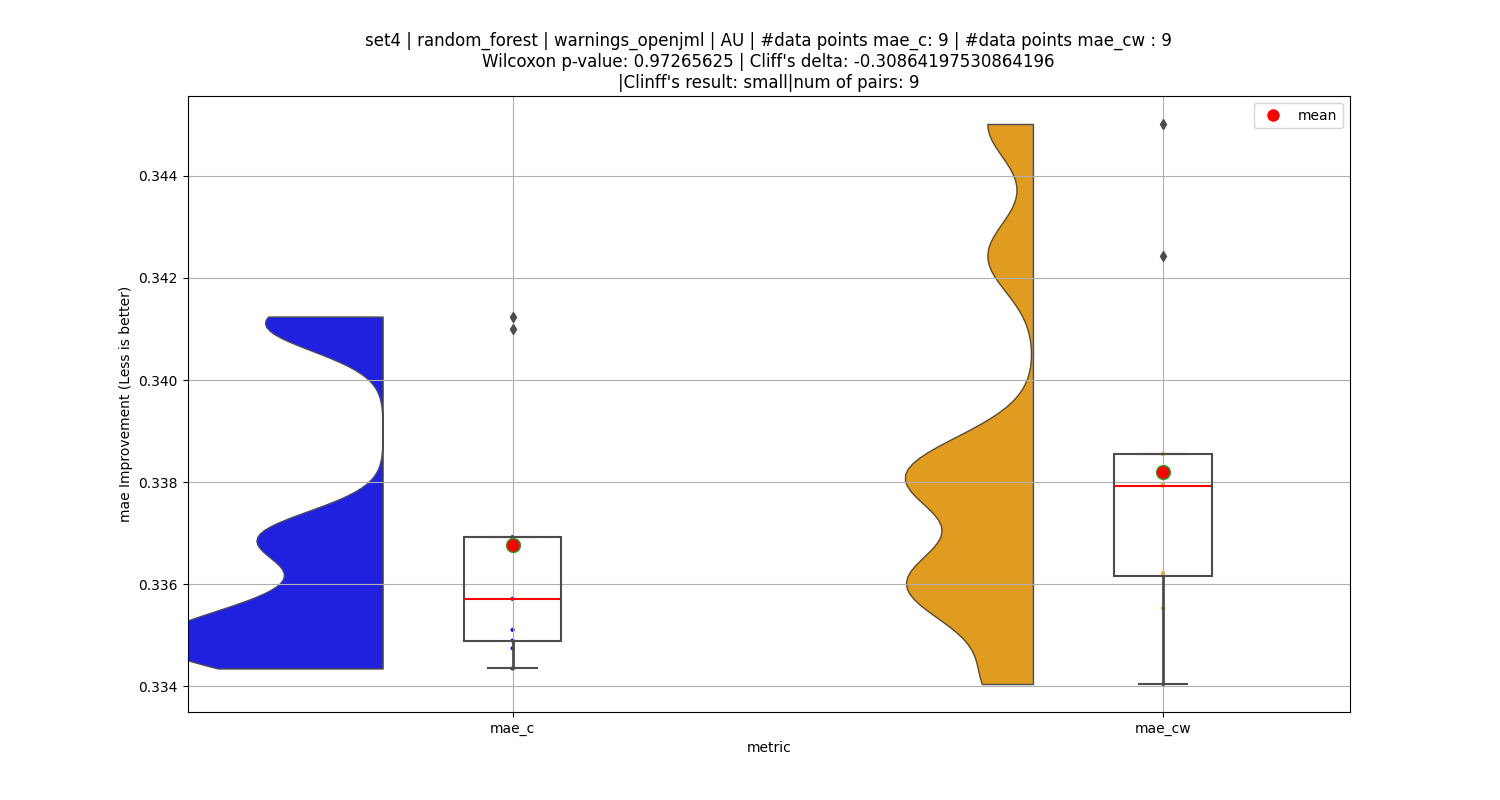 set4 | random_forest | warnings_openjml | AU | #data points mae_c: 9 | #data points mae_cw : 9
Wilcoxon p-value: 0.97265625 | Cliff's delta: -0.30864197530864196
|Clinff's result: small|num of pairs: 9
mean
mae Improvement (Less is better)
0.344
0.342
0.340
0.338
0.336
0.334
mae_c
mae_cw
metric